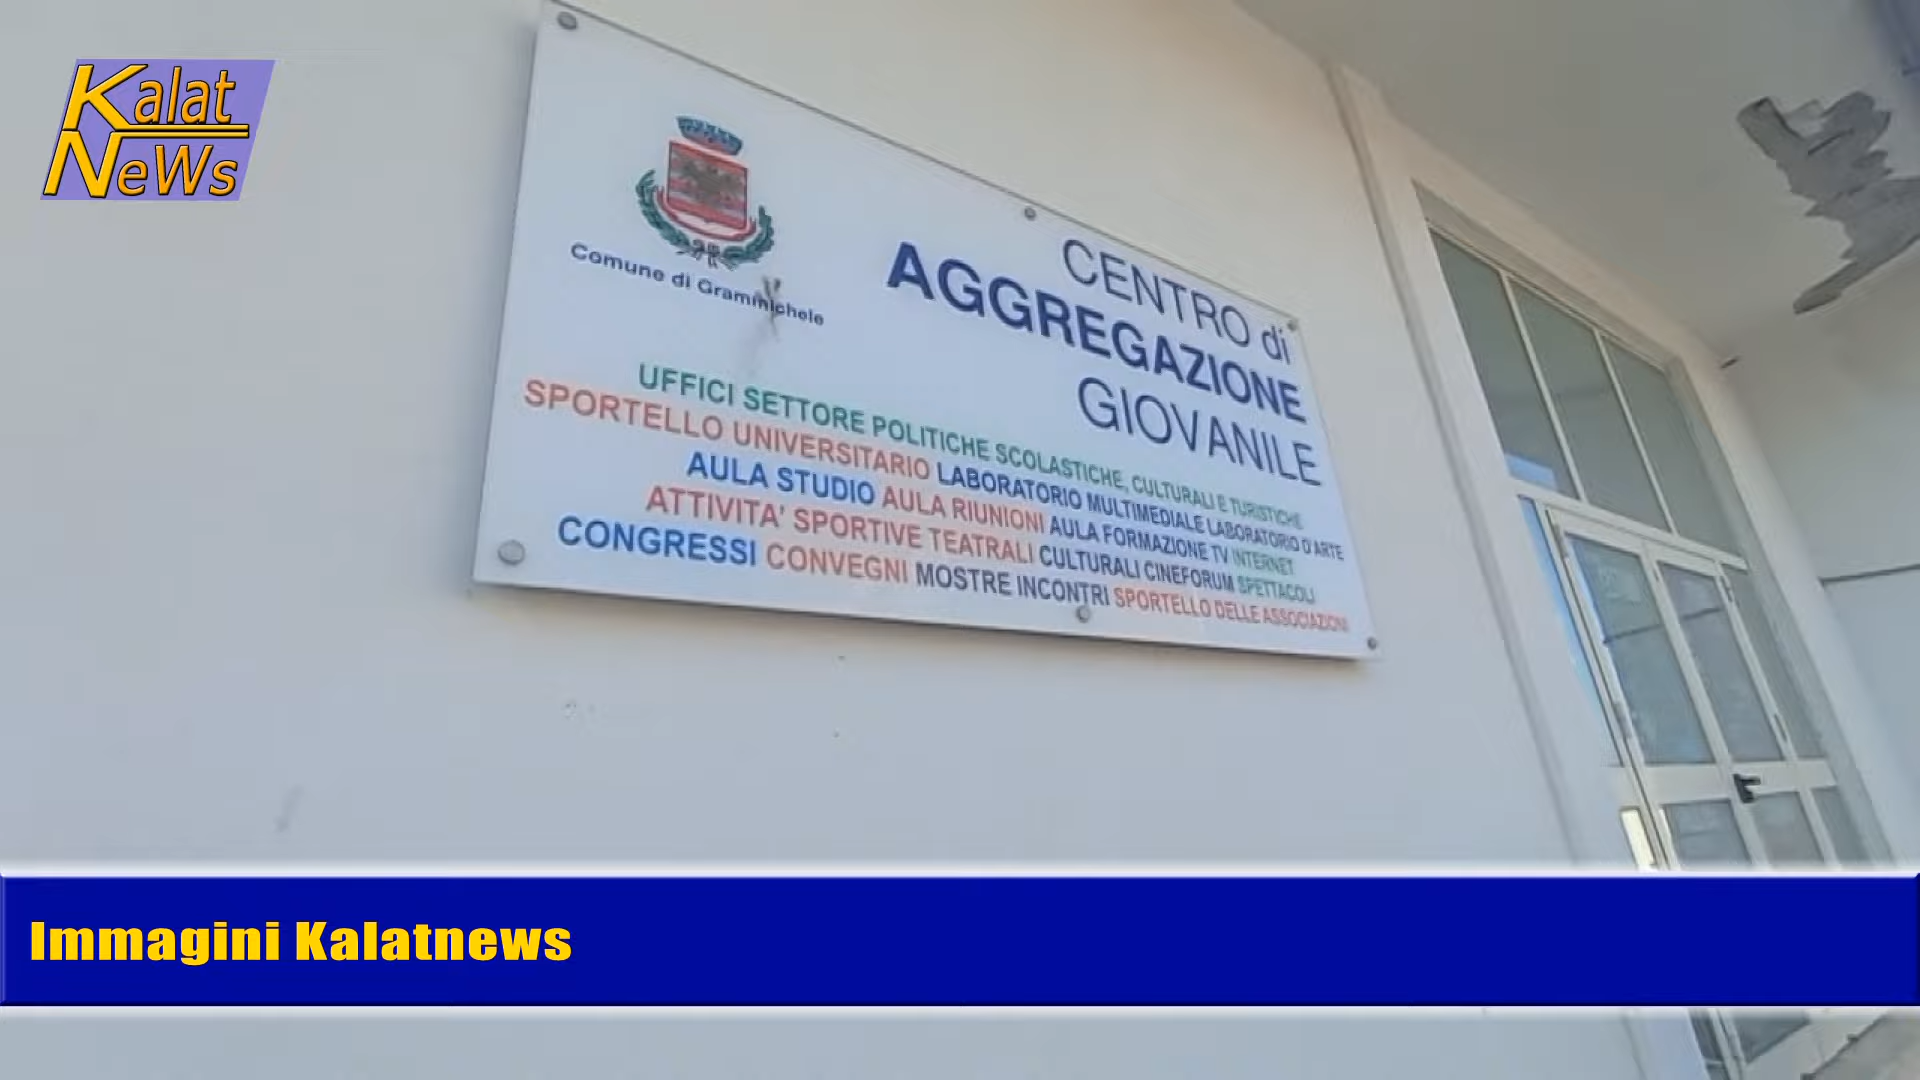 Kalat
NeWs
Comune di Grammichele
CENTRO di
AGGREGAZIONE
GIOVANILE
UFFICI SETTORE POLITICHE SCOLASTICHE, CULTURALI E TURISTICHE
SPORTELLO UNIVERSITARIO LABORATORIO MULTIMEDIALE LABORATORIO D'ARTE
AULA STUDIO AULA RIUNIONI AULA FORMAZIONE TV INTERNET
ATTIVITA' SPORTIVE TEATRALI CULTURALI CINEFORUM SPETTACOLI
CONGRESSI CONVEGNI MOSTRE INCONTRI SPORTELLO DELLE ASSOCIAZIONI
Immagini Kalatnews